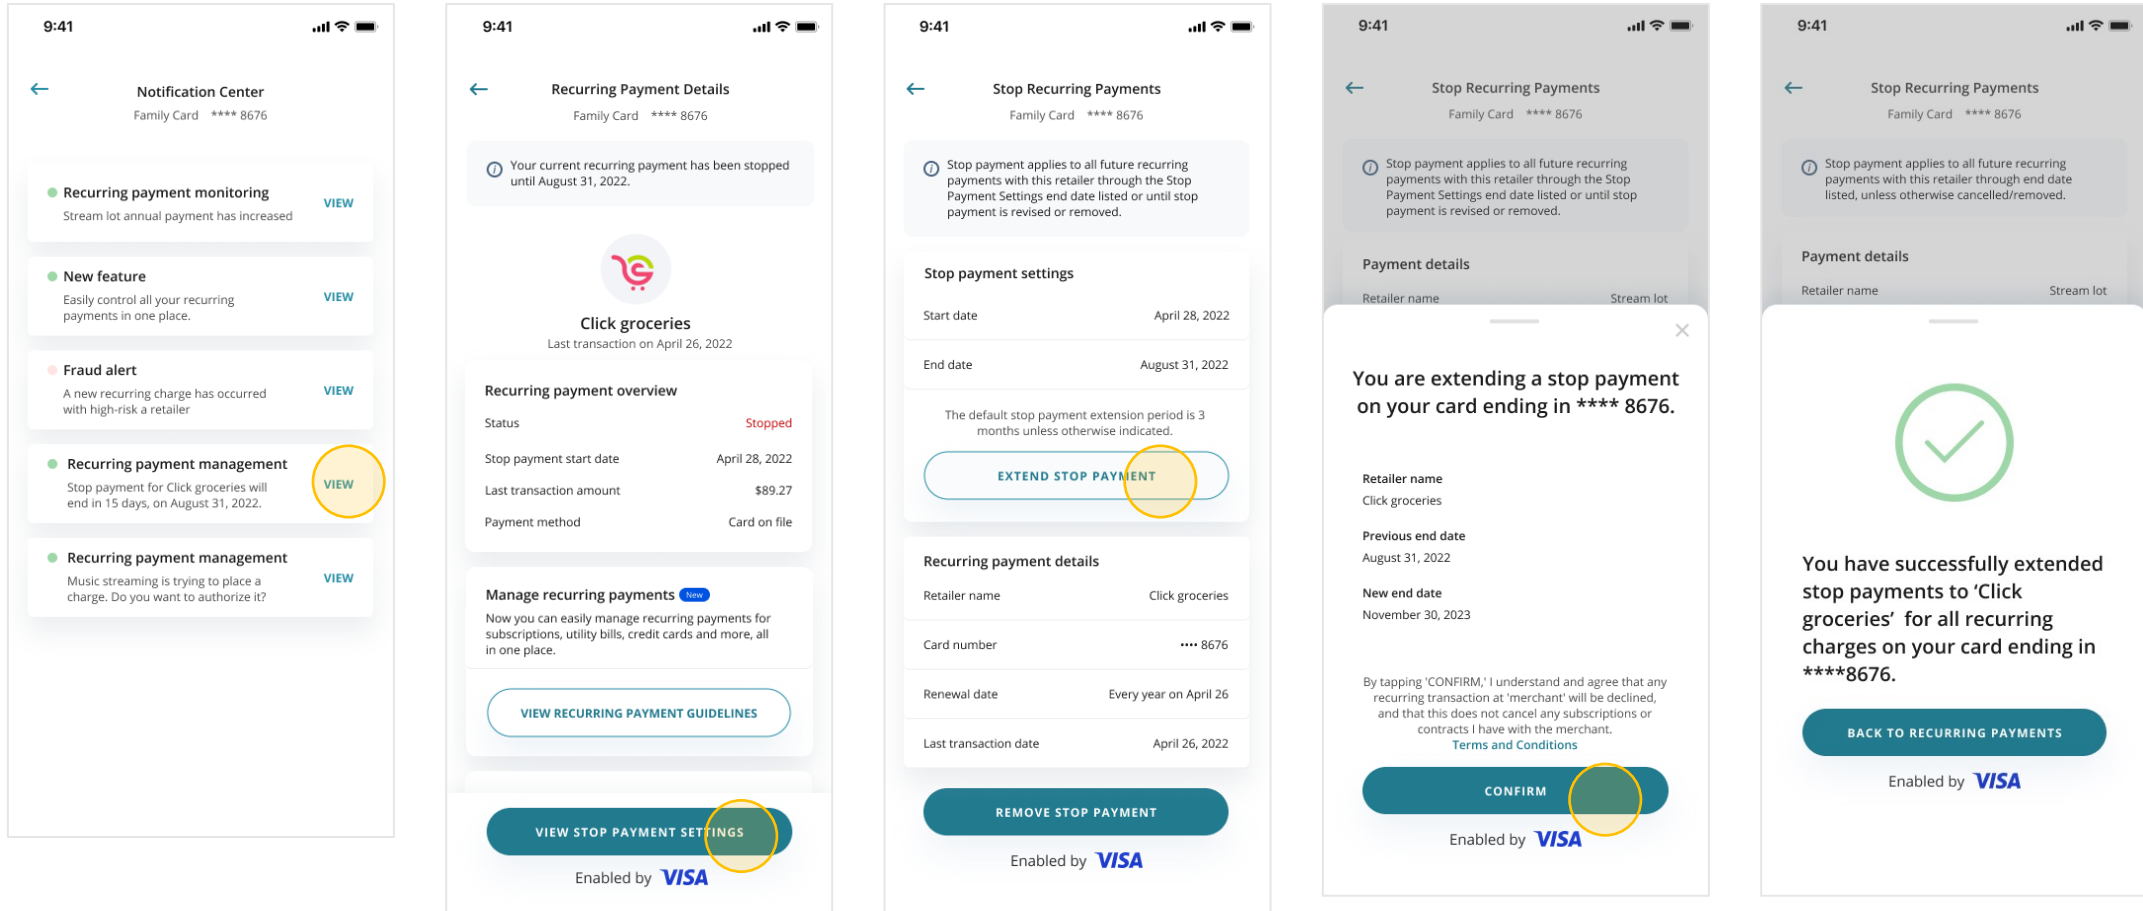 9:41
Notification Center
Family Card **** 8676
Recurring payment monitoring
Stream lot annual payment has increased
VIEW
New feature
Easily control all your recurring
payments in one place.
VIEW
Fraud alert
A new recurring charge has occurred
with high-risk a retailer
VIEW
Recurring payment management
Stop payment for Click groceries will
end in 15 days, on August 31, 2022.
VIEW
Recurring payment management
Music streaming is trying to place a
charge. Do you want to authorize it?
VIEW
9:41
Recurring Payment Details
Family Card **** 8676
Your current recurring payment has been stopped
until August 31, 2022.
Click groceries
Last transaction on April 26, 2022
Recurring payment overview
Status Stopped
Stop payment start date April 28, 2022
Last transaction amount $89.27
Payment method Card on file
Manage recurring payments New
Now you can easily manage recurring payments for
subscriptions, utility bills, credit cards and more, all
in one place.
VIEW RECURRING PAYMENT GUIDELINES
VIEW STOP PAYMENT SETTINGS
Enabled by VISA
9:41
Stop Recurring Payments
Family Card **** 8676
Stop payment applies to all future recurring
payments with this retailer through the Stop
Payment Settings end date listed or until stop
payment is revised or removed.
Stop payment settings
Start date April 28, 2022
End date August 31, 2022
The default stop payment extension period is 3
months unless otherwise indicated.
EXTEND STOP PAYMENT
Recurring payment details
Retailer name Click groceries
Card number •••• 8676
Renewal date Every year on April 26
Last transaction date April 26, 2022
REMOVE STOP PAYMENT
Enabled by VISA
9:41
Stop Recurring Payments
Family Card **** 8676
Stop payment applies to all future recurring
payments with this retailer through the Stop
Payment Settings end date listed or until stop
payment is revised or removed.
Payment details
Retailer name Stream lot
You are extending a stop payment
on your card ending in **** 8676.
Retailer name
Click groceries
Previous end date
August 31, 2022
New end date
November 30, 2023
By tapping 'CONFIRM,' I understand and agree that any
recurring transaction at 'merchant' will be declined,
and that this does not cancel any subscriptions or
contracts I have with the merchant.
Terms and Conditions
CONFIRM
Enabled by VISA
9:41
Stop Recurring Payments
Family Card **** 8676
Stop payment applies to all future recurring
payments with this retailer through end date
listed, unless otherwise cancelled/removed.
Payment details
Retailer name Stream lot
You have successfully extended
stop payments to ‘Click
groceries’ for all recurring
charges on your card ending in
****8676.
BACK TO RECURRING PAYMENTS
Enabled by VISA